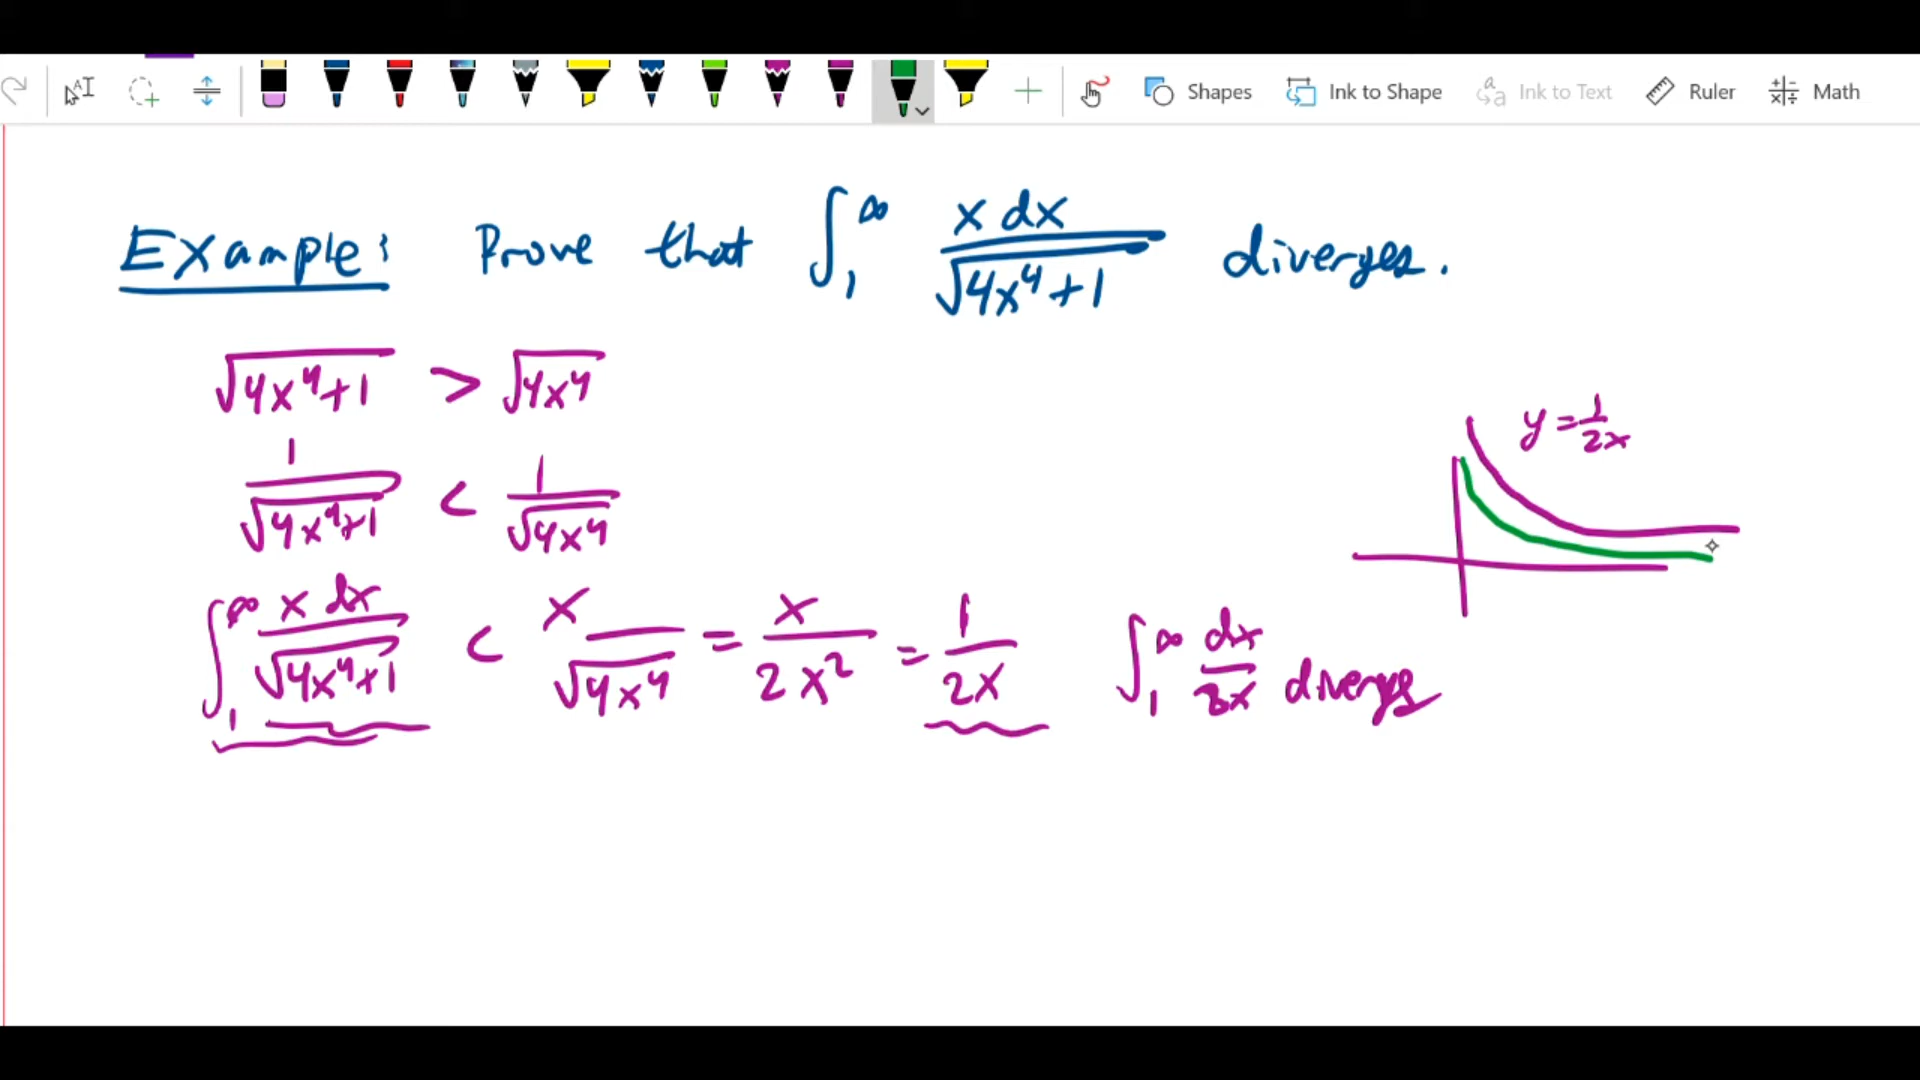 Shapes Ink to Shape Ink to Text Ruler Math
Example: Prove that ∫₁^∞ x dx / √(4x⁴+1) diverges.
√(4x⁴+1) > √(4x⁴)
1/√(4x⁴+1) < 1/√(4x⁴)
y = 1/2x
∫₁^∞ x dx / √(4x⁴+1) < x/√(4x⁴) = x/2x² = 1/2x ∫₁^∞ dx/2x diverges